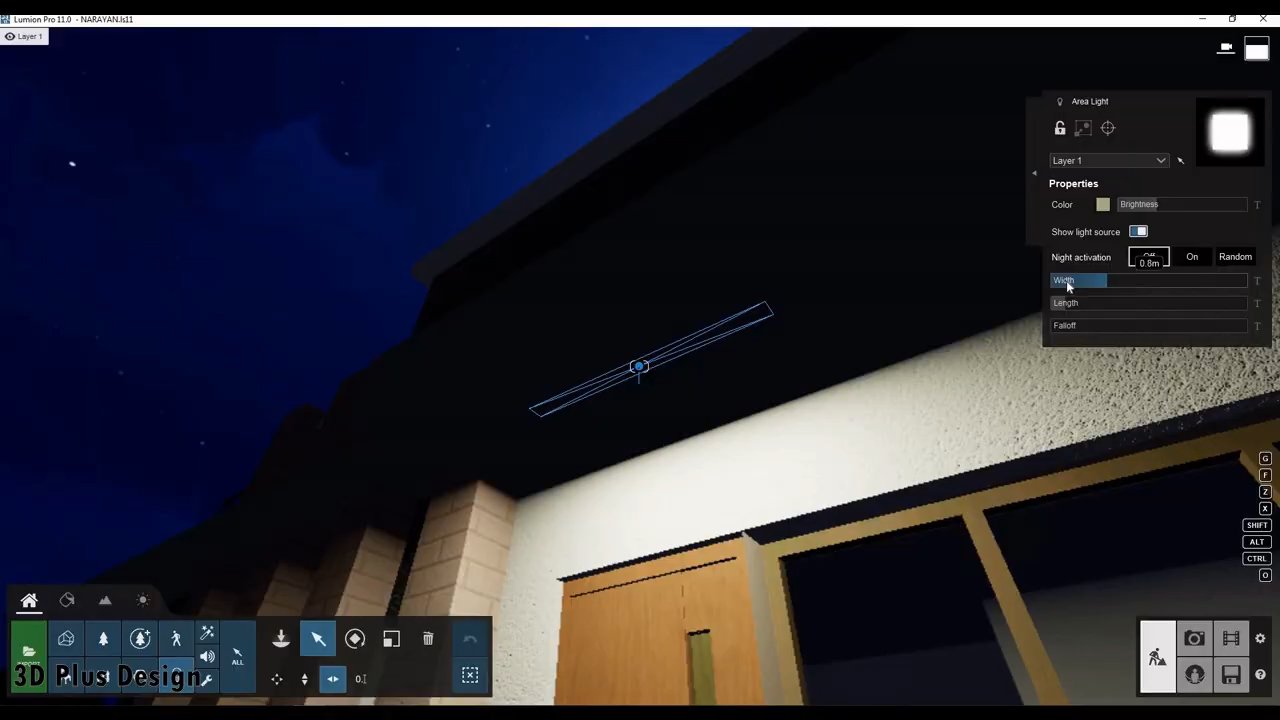 Lumion Pro 11.0 - NARAYAN.ls11
Layer 1
Area Light
Layer 1
Properties
Color
Brightness
T
Show light source
Night activation
On
Random
0.8m
Width
T
Length
T
Falloff
T
G
F
Z
X
SHIFT
ALT
CTRL
O
ALL
3D Plus Design
?